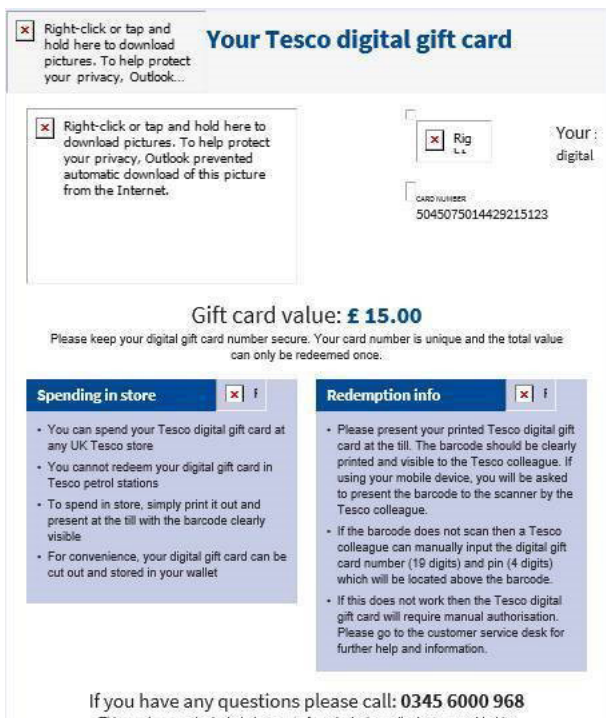 Right-click or tap and
hold here to download
pictures. To help protect
your privacy, Outlook...
Your Tesco digital gift card
Right-click or tap and hold here to
download pictures. To help protect
your privacy, Outlook prevented
automatic download of this picture
from the Internet.
Rig
Your
digital
CARD NUMBER
5045075014429215123
Gift card value: £ 15.00
Please keep your digital gift card number secure. Your card number is unique and the total value
can only be redeemed once.
Spending in store
• You can spend your Tesco digital gift card at
any UK Tesco store
• You cannot redeem your digital gift card in
Tesco petrol stations
• To spend in store, simply print it out and
present at the till with the barcode clearly
visible
• For convenience, your digital gift card can be
cut out and stored in your wallet
Redemption info
• Please present your printed Tesco digital gift
card at the till. The barcode should be clearly
printed and visible to the Tesco colleague. If
using your mobile device, you will be asked
to present the barcode to the scanner by the
Tesco colleague.
• If the barcode does not scan then a Tesco
colleague can manually input the digital gift
card number (19 digits) and pin (4 digits)
which will be located above the barcode.
• If this does not work then the Tesco digital
gift card will require manual authorisation.
Please go to the customer service desk for
further help and information.
If you have any questions please call: 0345 6000 968